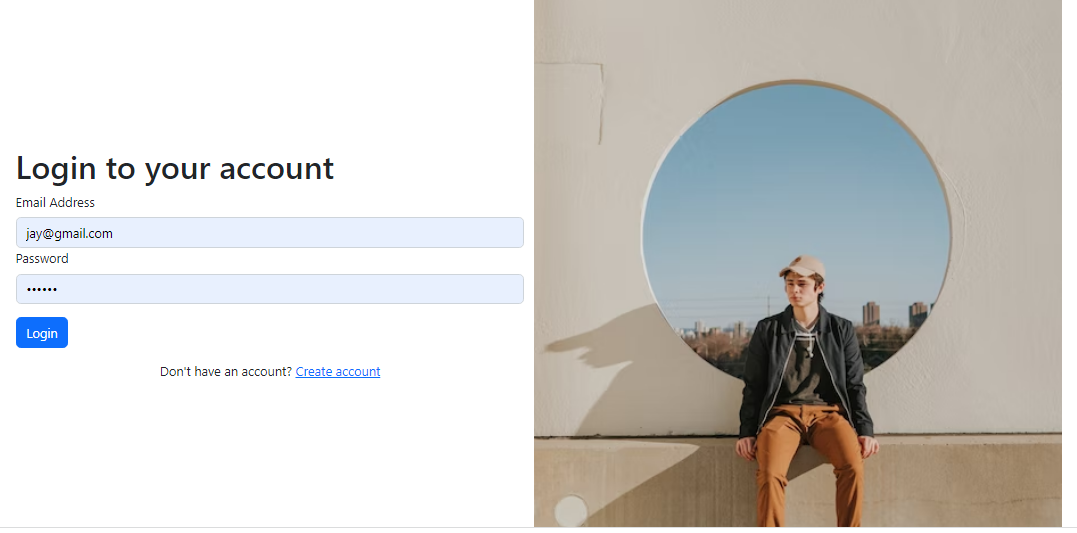 Login to your account
Email Address
jay@gmail.com
Password
••••••
Login
Don't have an account? Create account